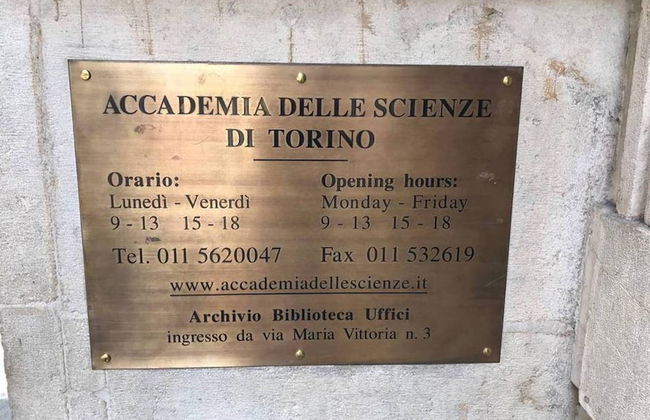 ACCADEMIA DELLE SCIENZE
DI TORINO
Orario: Opening hours:
Lunedì - Venerdì Monday - Friday
9 - 13 15 - 18 9 - 13 15 - 18
Tel. 011 5620047 Fax 011 532619
www.accademiadellescienze.it
Archivio Biblioteca Uffici
ingresso da via Maria Vittoria n. 3